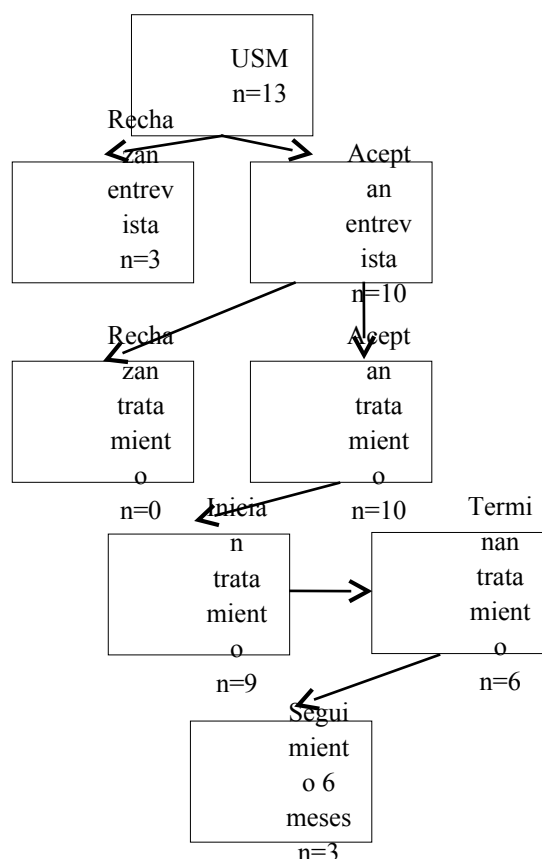 USM
n=13
Recha
zan
entrev
ista
n=3
Acept
an
entrev
ista
n=10
Recha
zan
trata
mient
o
n=0
Acept
an
trata
mient
o
n=10
Inicia
n
trata
mient
o
n=9
Termi
nan
trata
mient
o
n=6
Segui
mient
o 6
meses
n=3